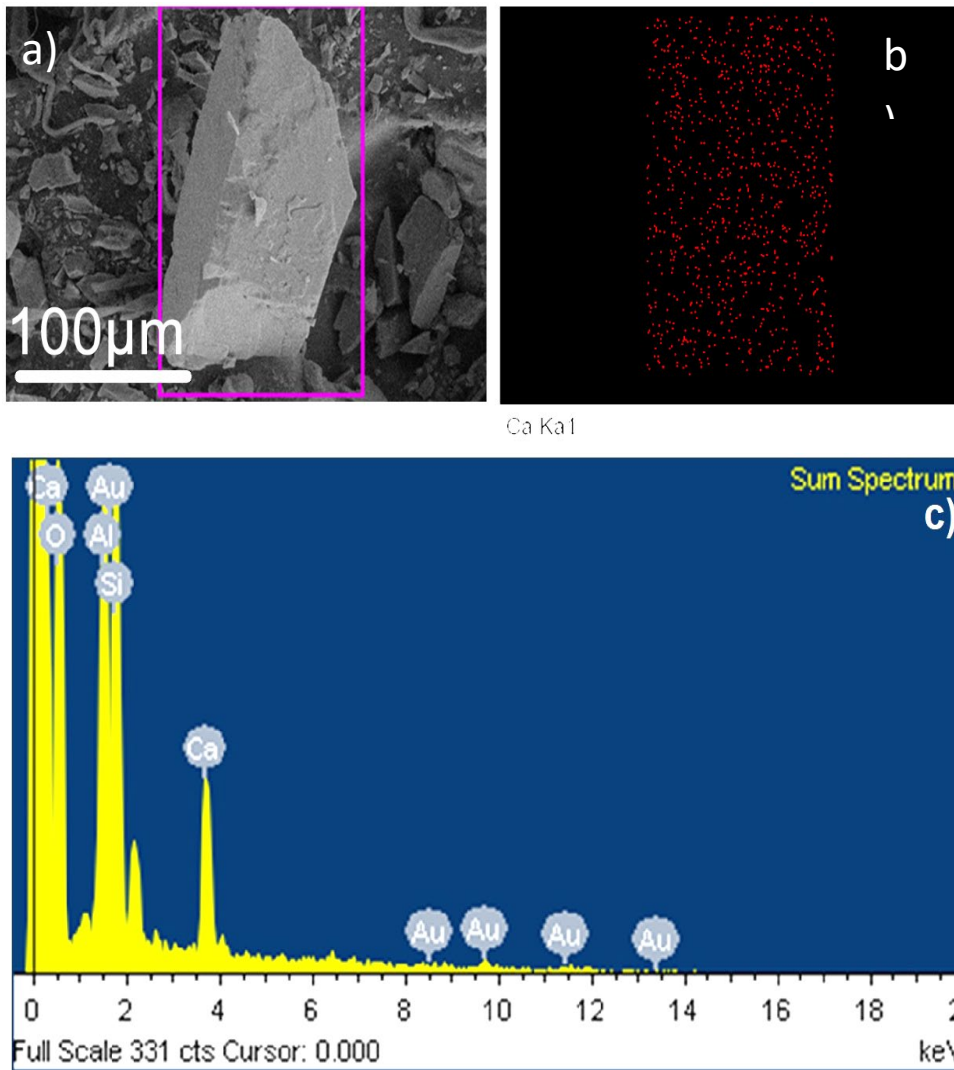 a)
b
)
100µm
Ca Ka1
Sum Spectrum
c)
Ca Au
O Al
Si
Ca
Au Au Au Au
0 2 4 6 8 10 12 14 16 18 2
Full Scale 331 cts Cursor: 0.000 keV